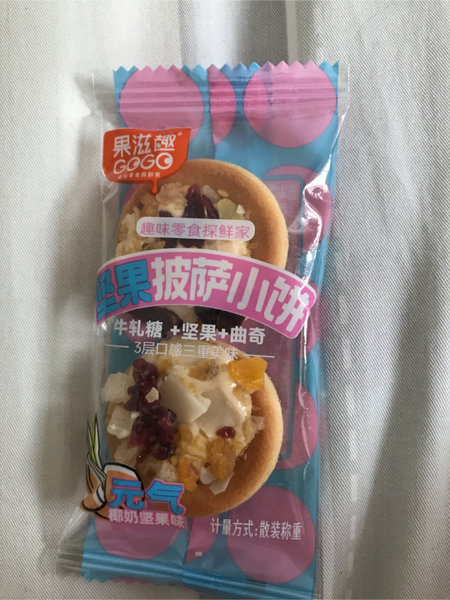 果滋趣
GOGO
趣味零食探鲜家
坚果披萨小饼
牛轧糖 +坚果+曲奇
3层口感三重美味
元气
椰奶坚果味
计量方式:散装称重